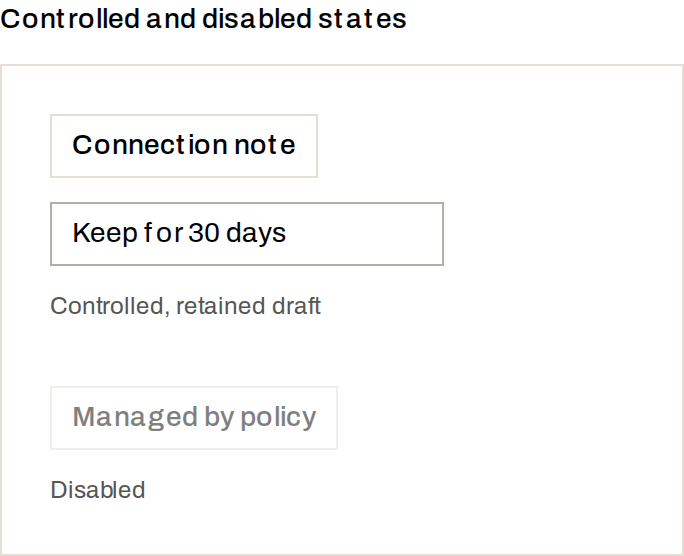 Controlled and disabled states
Connection note
Keep for 30 days
Controlled, retained draft
Managed by policy
Disabled